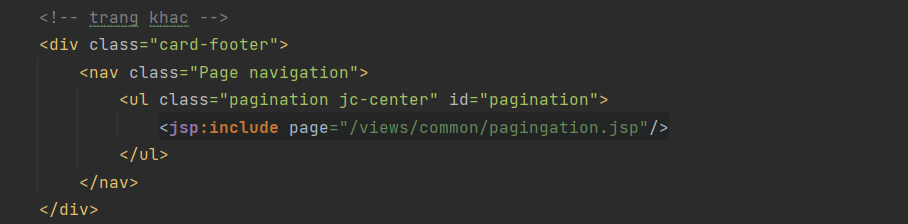 <!-- trang khac -->
<div class="card-footer">
<nav class="Page navigation">
<ul class="pagination jc-center" id="pagination">
<jsp:include page="/views/common/pagingation.jsp"/>
</ul>
</nav>
</div>